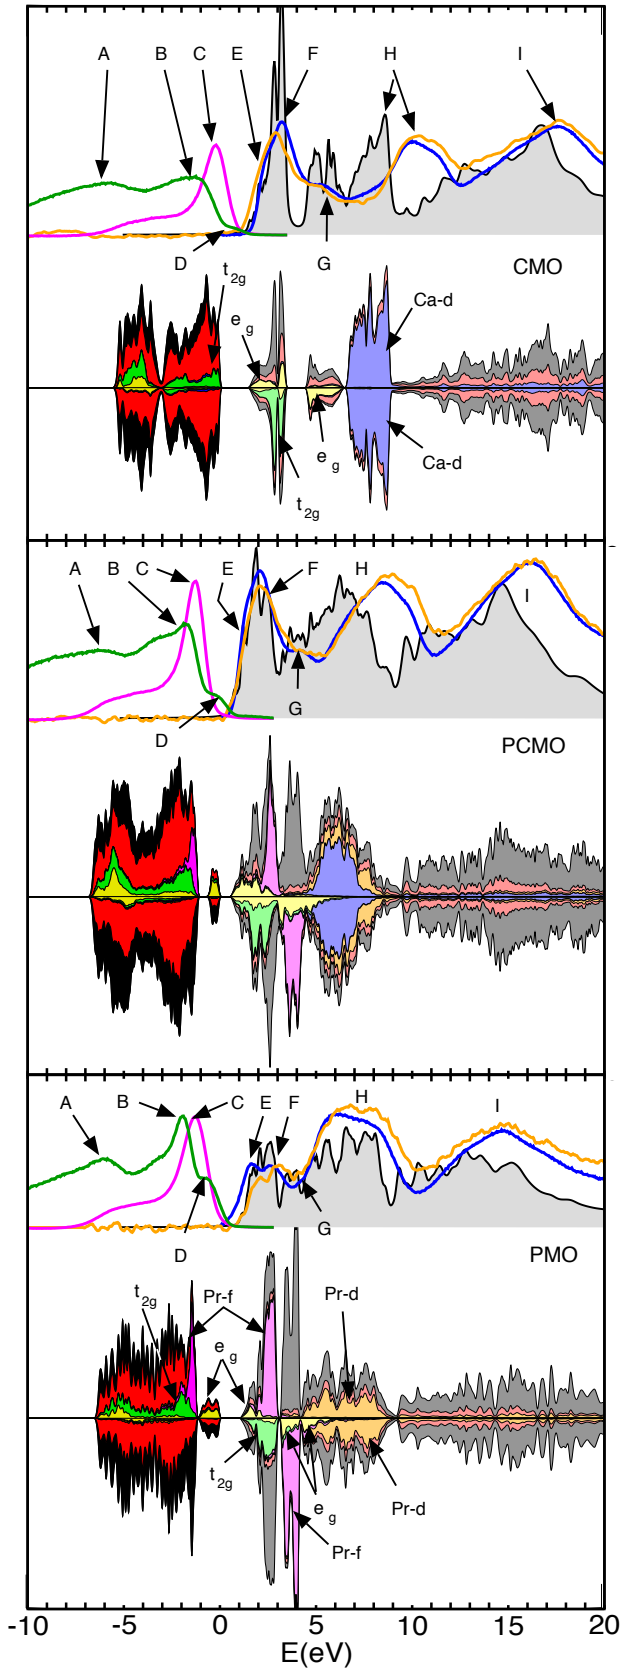 A B C E F H I
D G CMO
t2g
eg Ca-d
eg Ca-d
t2g
A B C E F H I
D G
PCMO
A B C E F H I
D G PMO
t2g Pr-f Pr-d
eg
t2g eg Pr-d
Pr-f
-10 -5 0 5 10 15 20
E(eV)